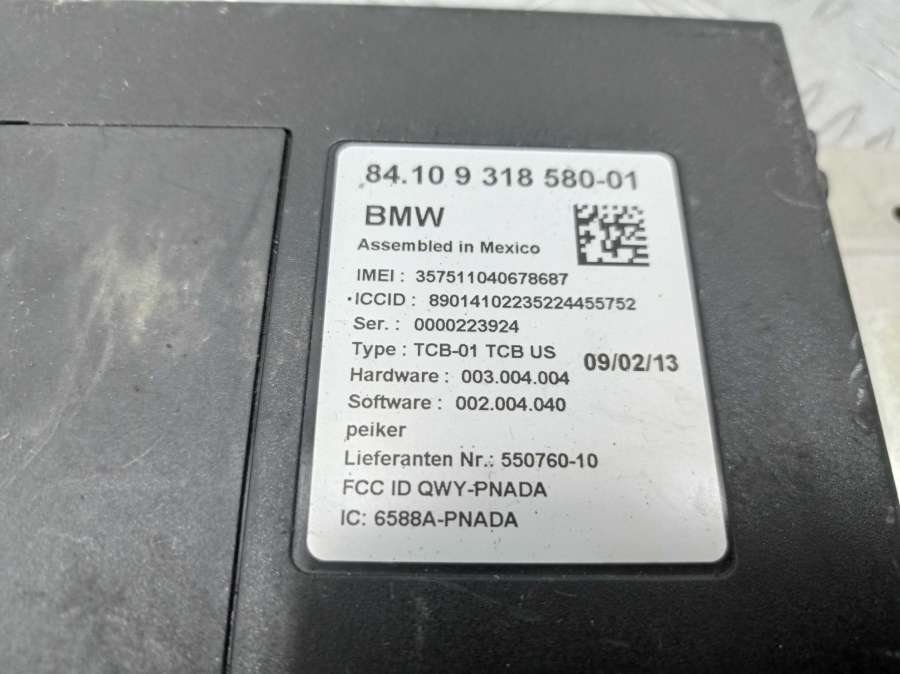 84.10 9 318 580-01
BMW
Assembled in Mexico
IMEI : 357511040678687
•ICCID : 89014102235224455752
Ser. : 0000223924
Type : TCB-01 TCB US
09/02/13
Hardware : 003.004.004
Software : 002.004.040
peiker
Lieferanten Nr.: 550760-10
FCC ID QWY-PNADA
IC: 6588A-PNADA